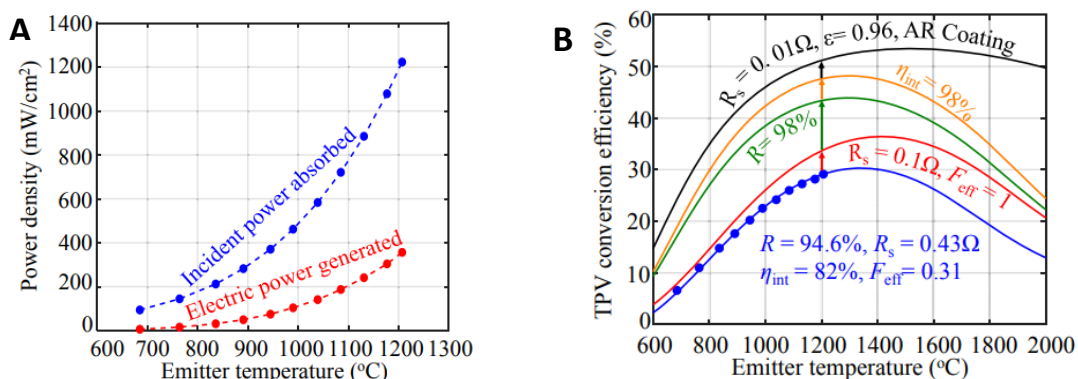 A
Power density (mW/cm²)
1400
1200
1000
800
600
400
200
0
Incident power absorbed
Electric power generated
600 700 800 900 1000 1100 1200 1300
Emitter temperature (°C)
B
TPV conversion efficiency (%)
60
50
40
30
20
10
0
Rs = 0. 01Ω, ε= 0.96, AR Coating
ηint = 98%
R= 98%
Rs = 0.1Ω, Feff = 1
R = 94.6%, Rs = 0.43Ω
ηint = 82%, Feff= 0.31
600 800 1000 1200 1400 1600 1800 2000
Emitter temperature (°C)